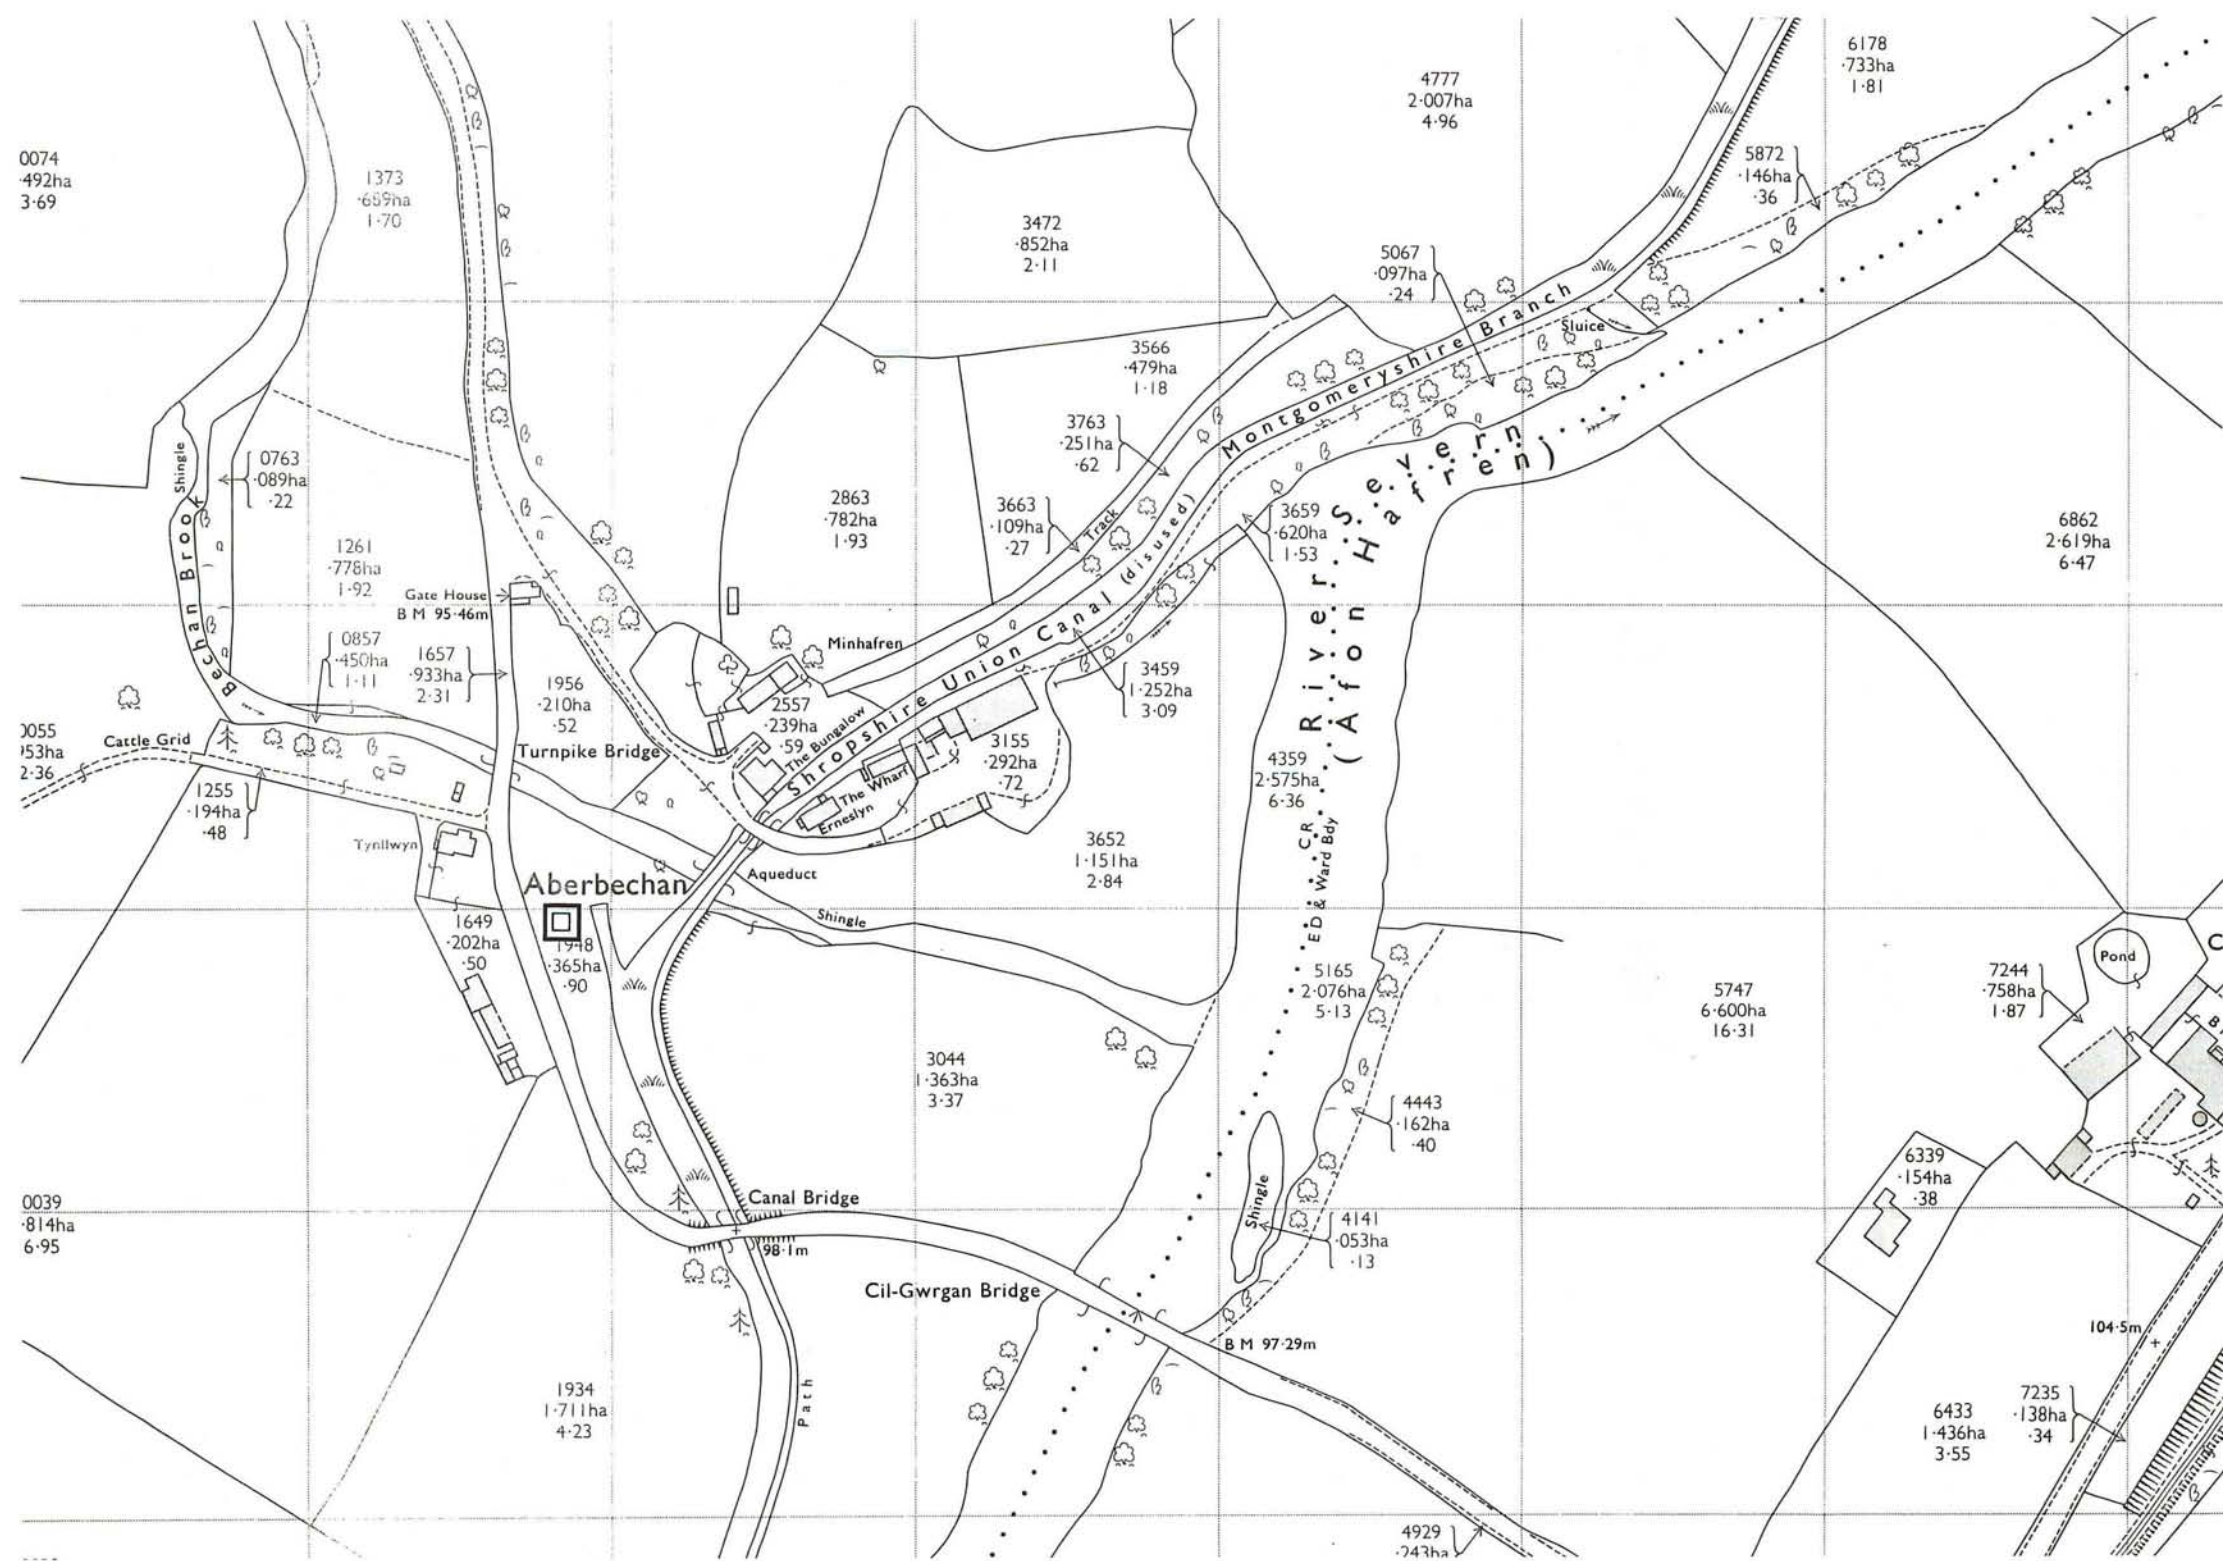 6178
·733ha
1·81
4777
2·007ha
4·96
0074
·492ha
3·69
1373
·689ha
1·70
5872
·146ha
·36
3472
·852ha
2·11
5067
·097ha
·24
Sluice
3566
·479ha
1·18
3763
·251ha
·62
Shropshire Union Canal (disused) Montgomeryshire Branch
River Severn
(Afon Hafren)
Shingle
0763
·089ha
·22
2863
·782ha
1·93
3663
·109ha
·27
Track
3659
·620ha
1·53
6862
2·619ha
6·47
Bechan Brook
1261
·778ha
1·92
Gate House
B M 95·46m
0857
·450ha
1·11
1657
·933ha
2·31
1956
·210ha
·52
Minhafren
2557
·239ha
·59
The Bungalow
3459
1·252ha
3·09
0055
·953ha
2·36
Cattle Grid
Turnpike Bridge
3155
·292ha
·72
The Wharf
Erneslyn
1255
·194ha
·48
4359
2·575ha
6·36
Tynllwyn
CR
ED & Ward Bdy
3652
1·151ha
2·84
Aberbechan
Aqueduct
Shingle
1649
·202ha
·50
1948
·365ha
·90
5165
2·076ha
5·13
5747
6·600ha
16·31
Pond
7244
·758ha
1·87
3044
1·363ha
3·37
4443
·162ha
·40
6339
·154ha
·38
0039
·814ha
6·95
Canal Bridge
98·1m
Shingle
4141
·053ha
·13
Cil-Gwrgan Bridge
B M 97·29m
104·5m
1934
1·711ha
4·23
Path
6433
1·436ha
3·55
7235
·138ha
·34
4929
·243ha